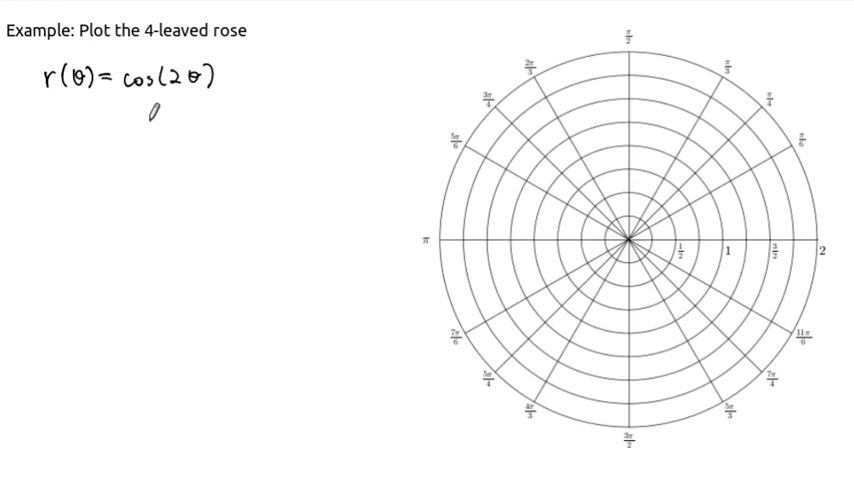 Example: Plot the 4-leaved rose
r(θ) = cos(2θ)
π/2
2π/3
π/3
3π/4
π/4
5π/6
π/6
π
1/2
1
3/2
2
7π/6
11π/6
5π/4
7π/4
4π/3
5π/3
3π/2